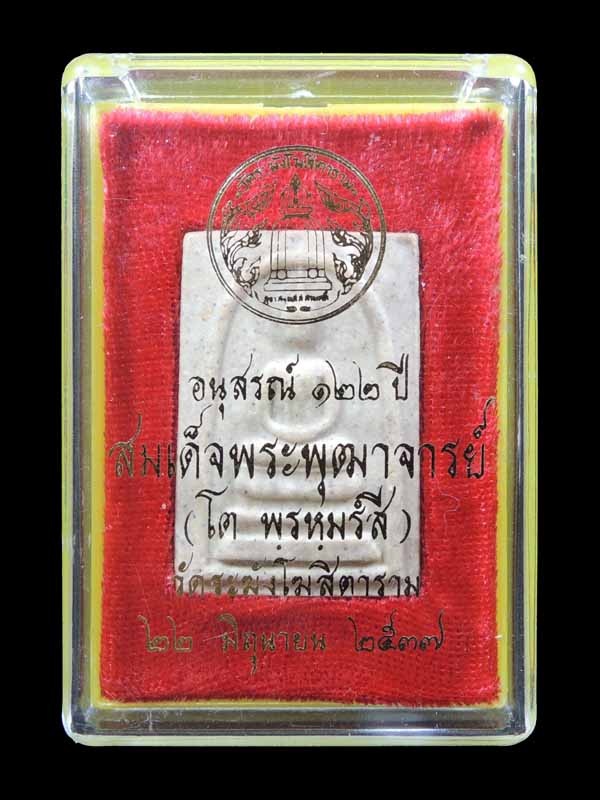 อนุสรณ์ ๑๒๒ ปี
สมเด็จพระพุฒาจารย์
(โต พฺรหฺมรํสี)
วัดระฆังโฆสิตาราม
๒๒ มิถุนายน ๒๕๓๗